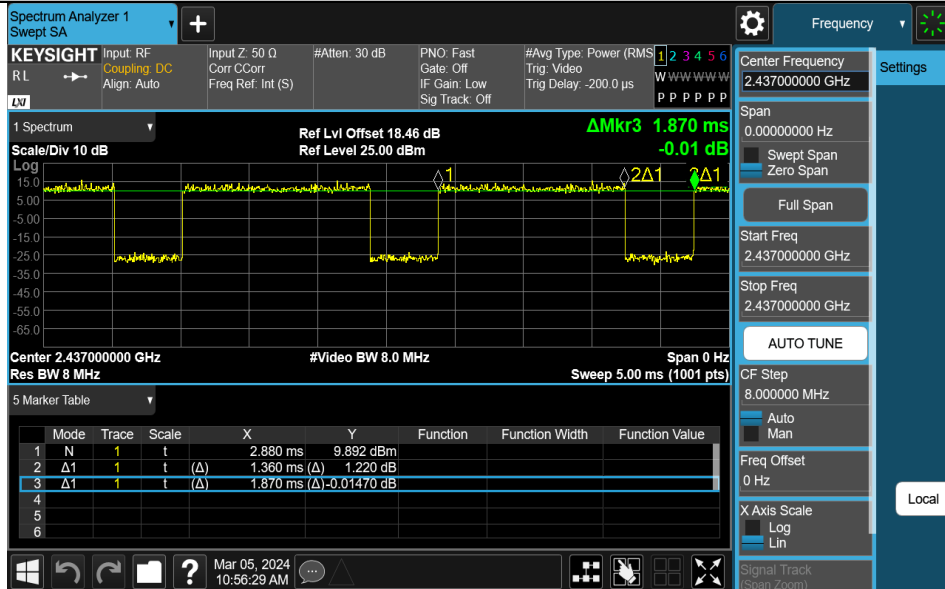 Spectrum Analyzer 1
Swept SA
+
Frequency
KEYSIGHT
RL
LXI
Input: RF
Coupling: DC
Align: Auto
Input Z: 50 Ω
Corr CCorr
Freq Ref: Int (S)
#Atten: 30 dB
PNO: Fast
Gate: Off
IF Gain: Low
Sig Track: Off
#Avg Type: Power (RMS
Trig: Video
Trig Delay: -200.0 µs
1 2 3 4 5 6
W W W W W W
P P P P P P
1 Spectrum
Scale/Div 10 dB
Ref Lvl Offset 18.46 dB
Ref Level 25.00 dBm
ΔMkr3 1.870 ms
-0.01 dB
Log
15.0
5.00
-5.00
-15.0
-25.0
-35.0
-45.0
-55.0
-65.0
1
2Δ1
3Δ1
Center 2.437000000 GHz
Res BW 8 MHz
#Video BW 8.0 MHz
Span 0 Hz
Sweep 5.00 ms (1001 pts)
5 Marker Table
Mode Trace Scale X Y Function Function Width Function Value
1 N 1 t 2.880 ms 9.892 dBm
2 Δ1 1 t (Δ) 1.360 ms (Δ) 1.220 dB
3 Δ1 1 t (Δ) 1.870 ms (Δ) -0.01470 dB
4
5
6
?
Mar 05, 2024
10:56:29 AM
Center Frequency
2.437000000 GHz
Span
0.00000000 Hz
Swept Span
Zero Span
Full Span
Start Freq
2.437000000 GHz
Stop Freq
2.437000000 GHz
AUTO TUNE
CF Step
8.000000 MHz
Auto
Man
Freq Offset
0 Hz
X Axis Scale
Log
Lin
Signal Track
(Span Zoom)
Settings
Local